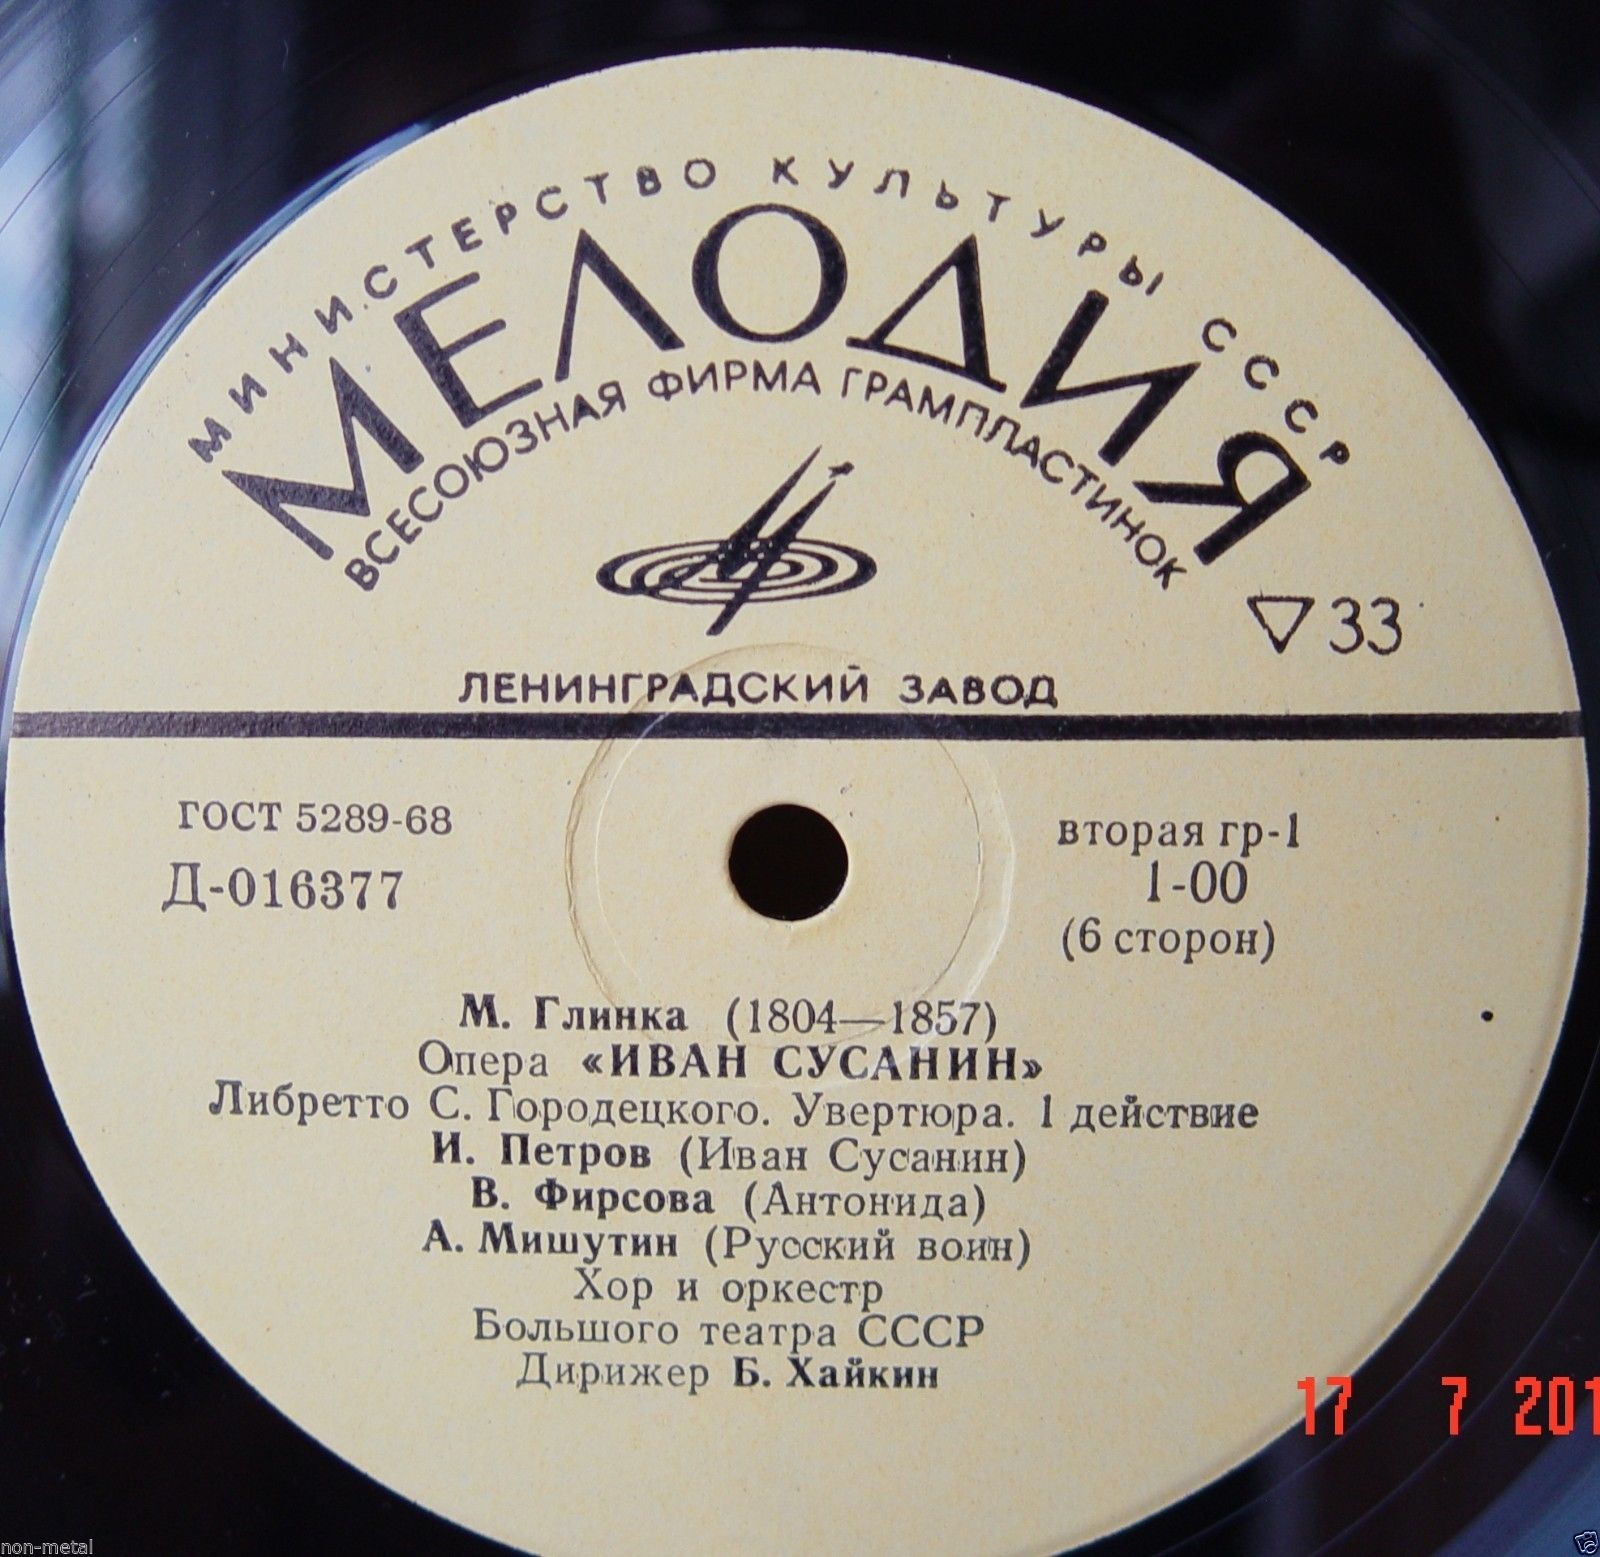 МИНИСТЕРСТВО КУЛЬТУРЫ СССР
МЕЛОДИЯ
ВСЕСОЮЗНАЯ ФИРМА ГРАМПЛАСТИНОК
33
ЛЕНИНГРАДСКИЙ ЗАВОД
ГОСТ 5289-68
Д-016377
вторая гр-1
1-00
(6 сторон)
М. Глинка (1804—1857)
Опера «ИВАН СУСАНИН»
Либретто С. Городецкого. Увертюра. 1 действие
И. Петров (Иван Сусанин)
В. Фирсова (Антонида)
А. Мишутин (Русский воин)
Хор и оркестр
Большого театра СССР
Дирижер Б. Хайкин
17 7 201
non-metal